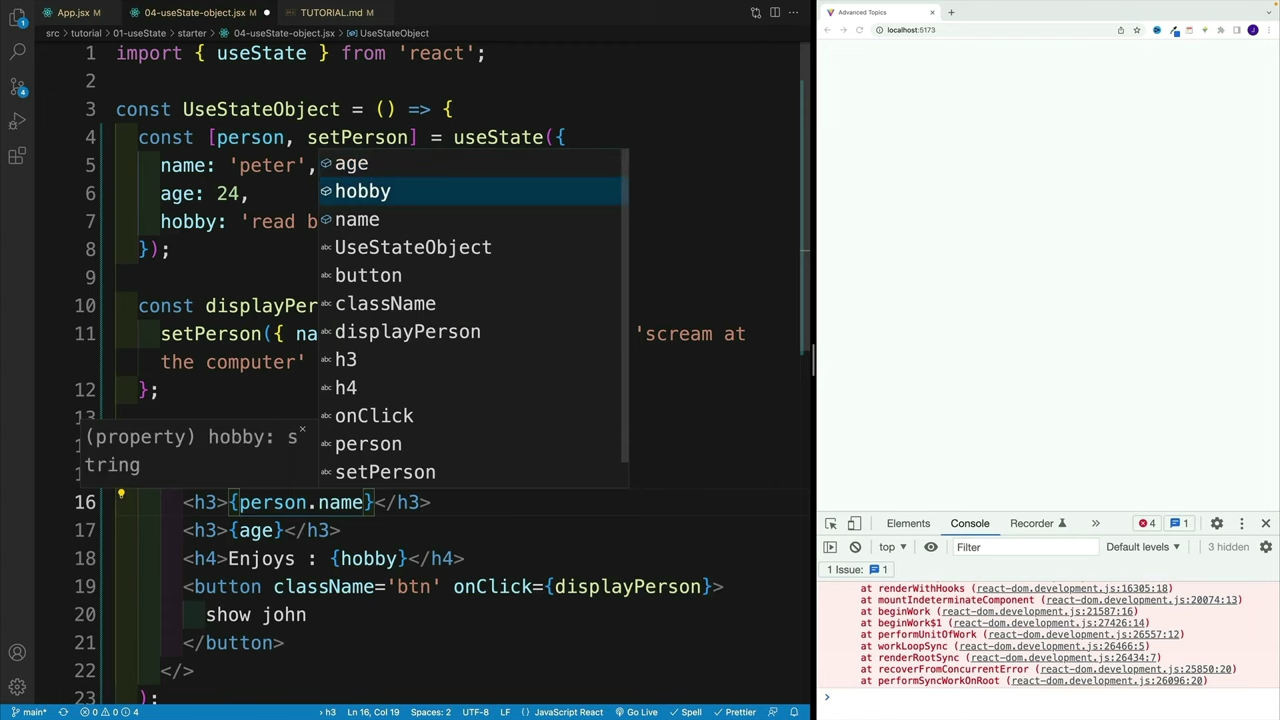 App.jsx M
04-useState-object.jsx M
TUTORIAL.md M
src > tutorial > 01-useState > starter > 04-useState-object.jsx > UseStateObject
1 import { useState } from 'react';
2
3 const UseStateObject = () => {
4 const [person, setPerson] = useState({
5 name: 'peter',
6 age: 24,
7 hobby: 'read b
8 });
9
10 const displayPer
11 setPerson({ na 'scream at
the computer'
12 };
13
age
hobby
name
UseStateObject
button
className
displayPerson
h3
h4
onClick
person
setPerson
(property) hobby: s
tring
16 <h3>{person.name}</h3>
17 <h3>{age}</h3>
18 <h4>Enjoys : {hobby}</h4>
19 <button className='btn' onClick={displayPerson}>
20 show john
21 </button>
22 </>
23 );
main* 0 0 4 h3 Ln 16, Col 19 Spaces: 2 UTF-8 LF {} JavaScript React Go Live Spell Prettier
Advanced Topics
localhost:5173
Elements Console Recorder 4 1
top Filter Default levels 3 hidden
1 Issue: 1
at renderWithHooks (react-dom.development.js:16305:18)
at mountIndeterminateComponent (react-dom.development.js:20074:13)
at beginWork (react-dom.development.js:21587:16)
at beginWork$1 (react-dom.development.js:27426:14)
at performUnitOfWork (react-dom.development.js:26557:12)
at workLoopSync (react-dom.development.js:26466:5)
at renderRootSync (react-dom.development.js:26434:7)
at recoverFromConcurrentError (react-dom.development.js:25850:20)
at performSyncWorkOnRoot (react-dom.development.js:26096:20)